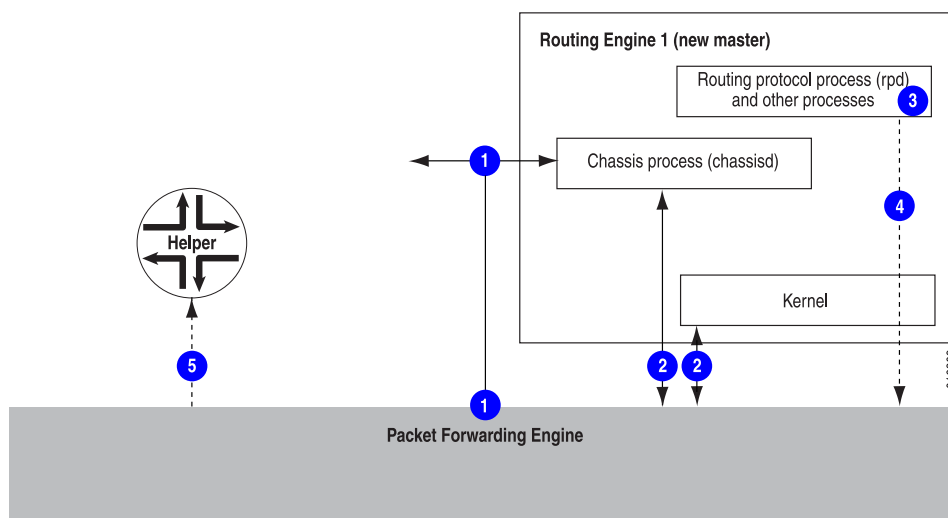 Routing Engine 1 (new master)
Routing protocol process (rpd)
and other processes
3
1
Chassis process (chassisd)
4
Helper
Kernel
5
2
2
1
Packet Forwarding Engine